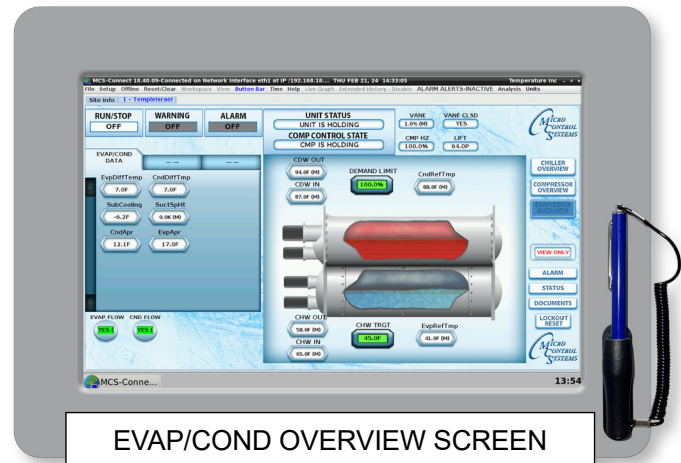 MCS-Connect 18.40.09-Connected on Network Interface eth1 at IP /192.168.18... THU FEB 21, 24 14:33:05 Temperature Inc
File Setup Offline Reset/Clear Workspace View Button Bar Time Help Live Graph Extended History-Disable ALARM ALERTS-INACTIVE Analysis Units
Site Info 1 - Templeisrael
RUN/STOP WARNING ALARM
OFF OFF OFF
UNIT STATUS
UNIT IS HOLDING
COMP CONTROL STATE
CMP IS HOLDING
VANE VANE CLSD
1.0% (M) YES
CMP HZ LIFT
100.0% 64.0P
MICRO CONTROL SYSTEMS
EVAP/COND DATA
-- --
EvpDiffTemp CndDiffTmp
7.0F 7.0F
SubCooling SuctSpHt
-6.2F 0.0K (M)
CndApr EvpApr
12.1F 17.0F
EVAP FLOW CND FLOW
YES ( YES (
CDW OUT
94.0F (M)
CDW IN
87.0F (M)
DEMAND LIMIT
100.0%
CndRefTmp
88.0F (M)
CHW OUT
58.0F (M)
CHW IN
65.0F (M)
CHW TRGT
45.0F
EvpRefTmp
41.0F (M)
CHILLER OVERVIEW
COMPRESSOR OVERVIEW
EVAP/COND OVERVIEW
VIEW ONLY
ALARM
STATUS
DOCUMENTS
LOCKOUT RESET
MICRO CONTROL SYSTEMS
MCS-Conne...
13:54
EVAP/COND OVERVIEW SCREEN